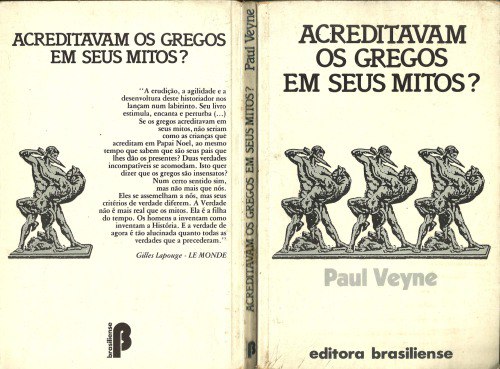 ACREDITAVAM OS GREGOS
EM SEUS MITOS?
"A erudição, a agilidade e a
desenvoltura deste historiador nos
lançam num labirinto. Seu livro
estimula, encanta e perturba (...)
Se os gregos acreditavam em
seus mitos, não seriam
como as crianças que
acreditam em Papai Noel, ao mesmo
tempo que sabem que são seus pais que
lhes dão os presentes? Duas verdades
incompatíveis se acomodam. Isto quer
dizer que os gregos são insensatos?
Num certo sentido sim,
mas não mais que nós.
Eles se assemelham a nós, mas seus
critérios de verdade diferem. A Verdade
não é mais real que os mitos. Ela é a filha
do tempo. Os homens a inventam como
inventam a História. E a verdade de
agora é tão alucinada quanto todas as
verdades que a precederam."
Gilles Lapouge - LE MONDE
brasiliense
ACREDITAVAM OS GREGOS EM SEUS MITOS? Paul Veyne
ACREDITAVAM
OS GREGOS
EM SEUS MITOS?
Paul Veyne
editora brasiliense